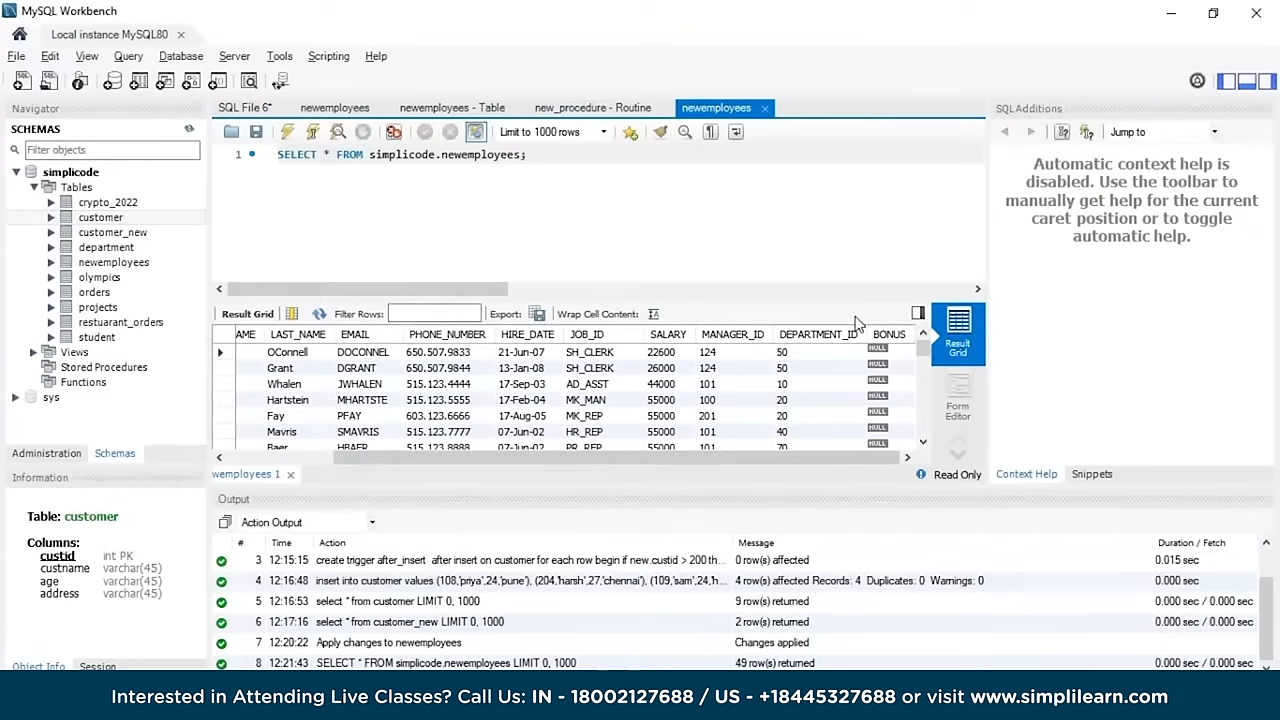 MySQL Workbench
Local instance MySQL80
File Edit View Query Database Server Tools Scripting Help
Navigator
SCHEMAS
Filter objects
simplicode
Tables
crypto_2022
customer
customer_new
department
newemployees
olympics
orders
projects
restuarant_orders
student
Views
Stored Procedures
Functions
sys
Administration Schemas
Information
Table: customer
Columns:
custid int PK
custname varchar(45)
age varchar(45)
address varchar(45)
Object Info Session
SQL File 6* newemployees newemployees - Table new_procedure - Routine newemployees
Limit to 1000 rows
1 SELECT * FROM simplicode.newemployees;
Result Grid Filter Rows: Export: Wrap Cell Content:
AME LAST_NAME EMAIL PHONE_NUMBER HIRE_DATE JOB_ID SALARY MANAGER_ID DEPARTMENT_ID BONUS
OConnell DOCONNEL 650.507.9833 21-Jun-07 SH_CLERK 22600 124 50 NULL
Grant DGRANT 650.507.9844 13-Jan-08 SH_CLERK 26000 124 50 NULL
Whalen JWHALEN 515.123.4444 17-Sep-03 AD_ASST 44000 101 10 NULL
Hartstein MHARTSTE 515.123.5555 17-Feb-04 MK_MAN 55000 100 20 NULL
Fay PFAY 603.123.6666 17-Aug-05 MK_REP 55000 201 20 NULL
Mavris SMAVRIS 515.123.7777 07-Jun-02 HR_REP 55000 101 40 NULL
Baer HBAER 515.123.8888 07-Jun-02 PR_REP 55000 101 70 NULL
Result Grid
Form Editor
wemployees 1
Read Only
Output
Action Output
# Time Action Message Duration / Fetch
3 12:15:15 create trigger after_insert after insert on customer for each row begin if new.custid > 200 th... 0 row(s) affected 0.015 sec
4 12:16:48 insert into customer values (108,'priya',24,'pune'), (204,'harsh',27,'chennai'), (109,'sam',24,'h... 4 row(s) affected Records: 4 Duplicates: 0 Warnings: 0 0.000 sec
5 12:16:53 select * from customer LIMIT 0, 1000 9 row(s) returned 0.000 sec / 0.000 sec
6 12:17:16 select * from customer_new LIMIT 0, 1000 2 row(s) returned 0.000 sec / 0.000 sec
7 12:20:22 Apply changes to newemployees Changes applied
8 12:21:43 SELECT * FROM simplicode.newemployees LIMIT 0, 1000 49 row(s) returned 0.000 sec / 0.000 sec
SQLAdditions
Jump to
Automatic context help is
disabled. Use the toolbar to
manually get help for the current
caret position or to toggle
automatic help.
Context Help Snippets
Interested in Attending Live Classes? Call Us: IN - 18002127688 / US - +18445327688 or visit www.simplilearn.com